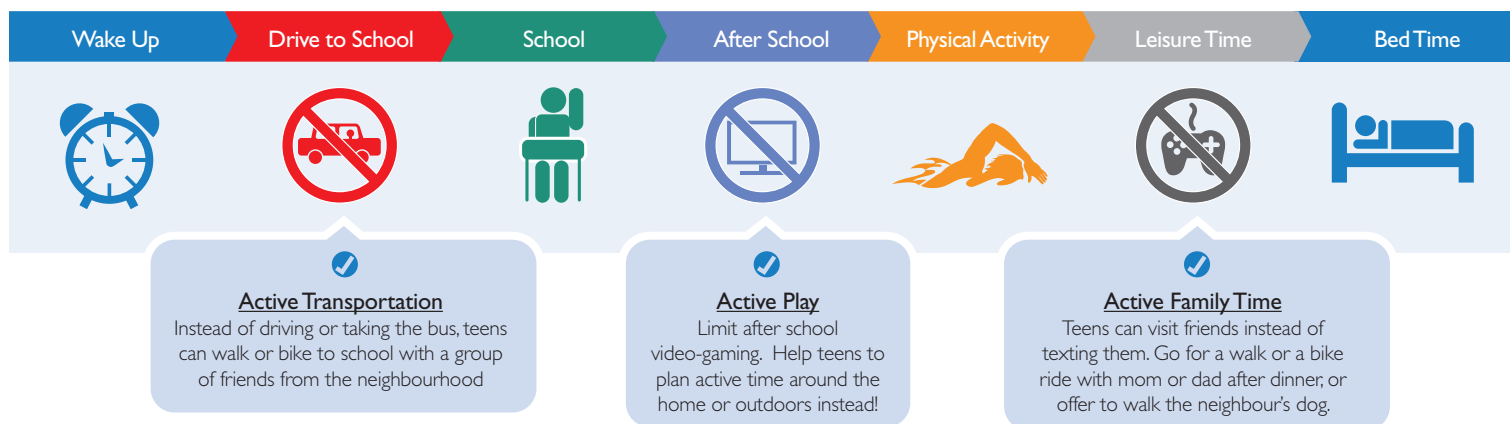 Wake Up
Drive to School
School
After School
Physical Activity
Leisure Time
Bed Time
Active Transportation
Instead of driving or taking the bus, teens
can walk or bike to school with a group
of friends from the neighbourhood
Active Play
Limit after school
video-gaming. Help teens to
plan active time around the
home or outdoors instead!
Active Family Time
Teens can visit friends instead of
texting them. Go for a walk or a bike
ride with mom or dad after dinner, or
offer to walk the neighbour's dog.